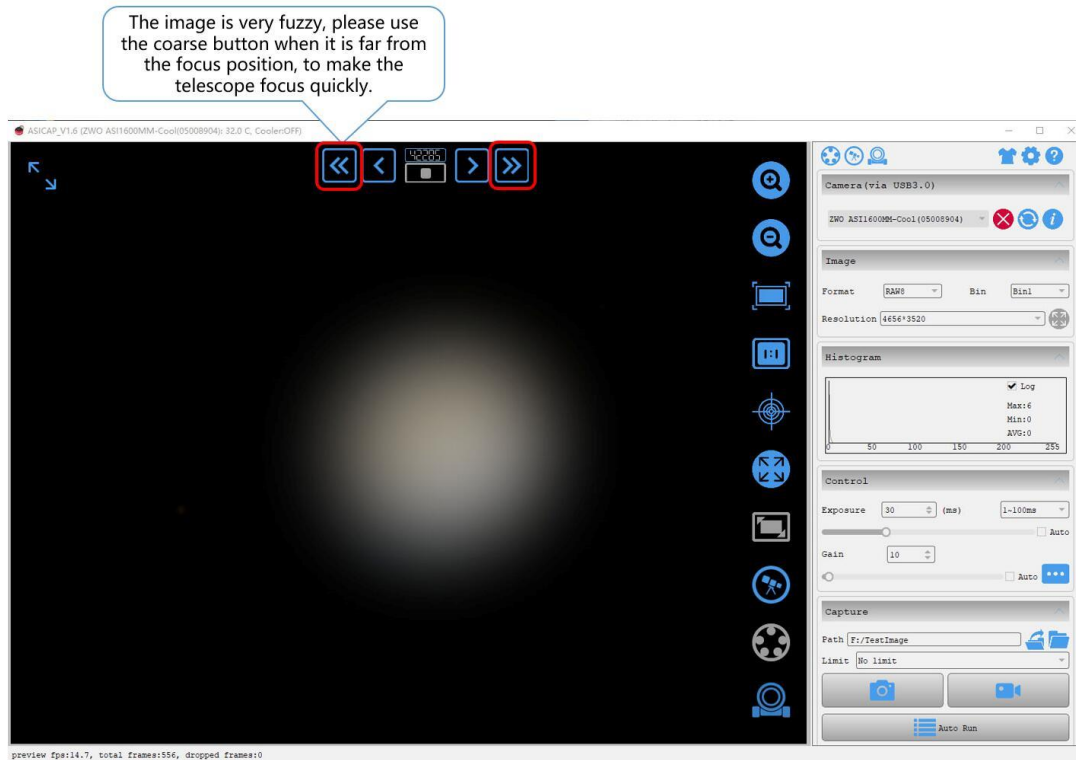 The image is very fuzzy, please use
the coarse button when it is far from
the focus position, to make the
telescope focus quickly.
ASICAP_V1.6 (ZWO ASI1600MM-Cool(05008904): 32.0 C, Cooler:OFF)
Camera(via USB3.0)
ZWO ASI1600MM-Cool(05008904)
Image
Format RAW8 Bin Bin1
Resolution 4656*3520
1:1
Histogram
Log
Max:6
Min:0
AVG:0
0 50 100 150 200 255
Control
Exposure 30 (ms) 1~100ms
Auto
Gain 10
Auto
Capture
Path F:/TestImage
Limit No limit
Auto Run
preview fps:14.7, total frames:556, dropped frames:0